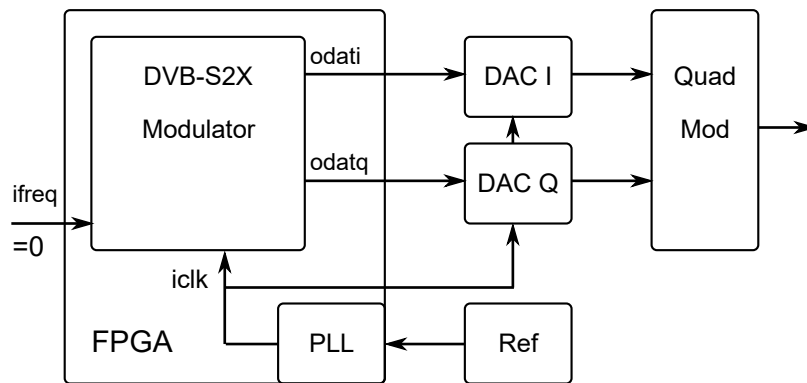 odati
DVB-S2X
Modulator
DAC I
Quad
Mod
odatq
DAC Q
ifreq
=0
iclk
FPGA
PLL
Ref